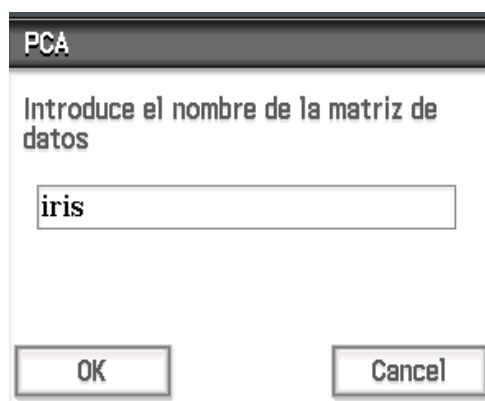 PCA
Introduce el nombre de la matriz de
datos
iris
OK Cancel